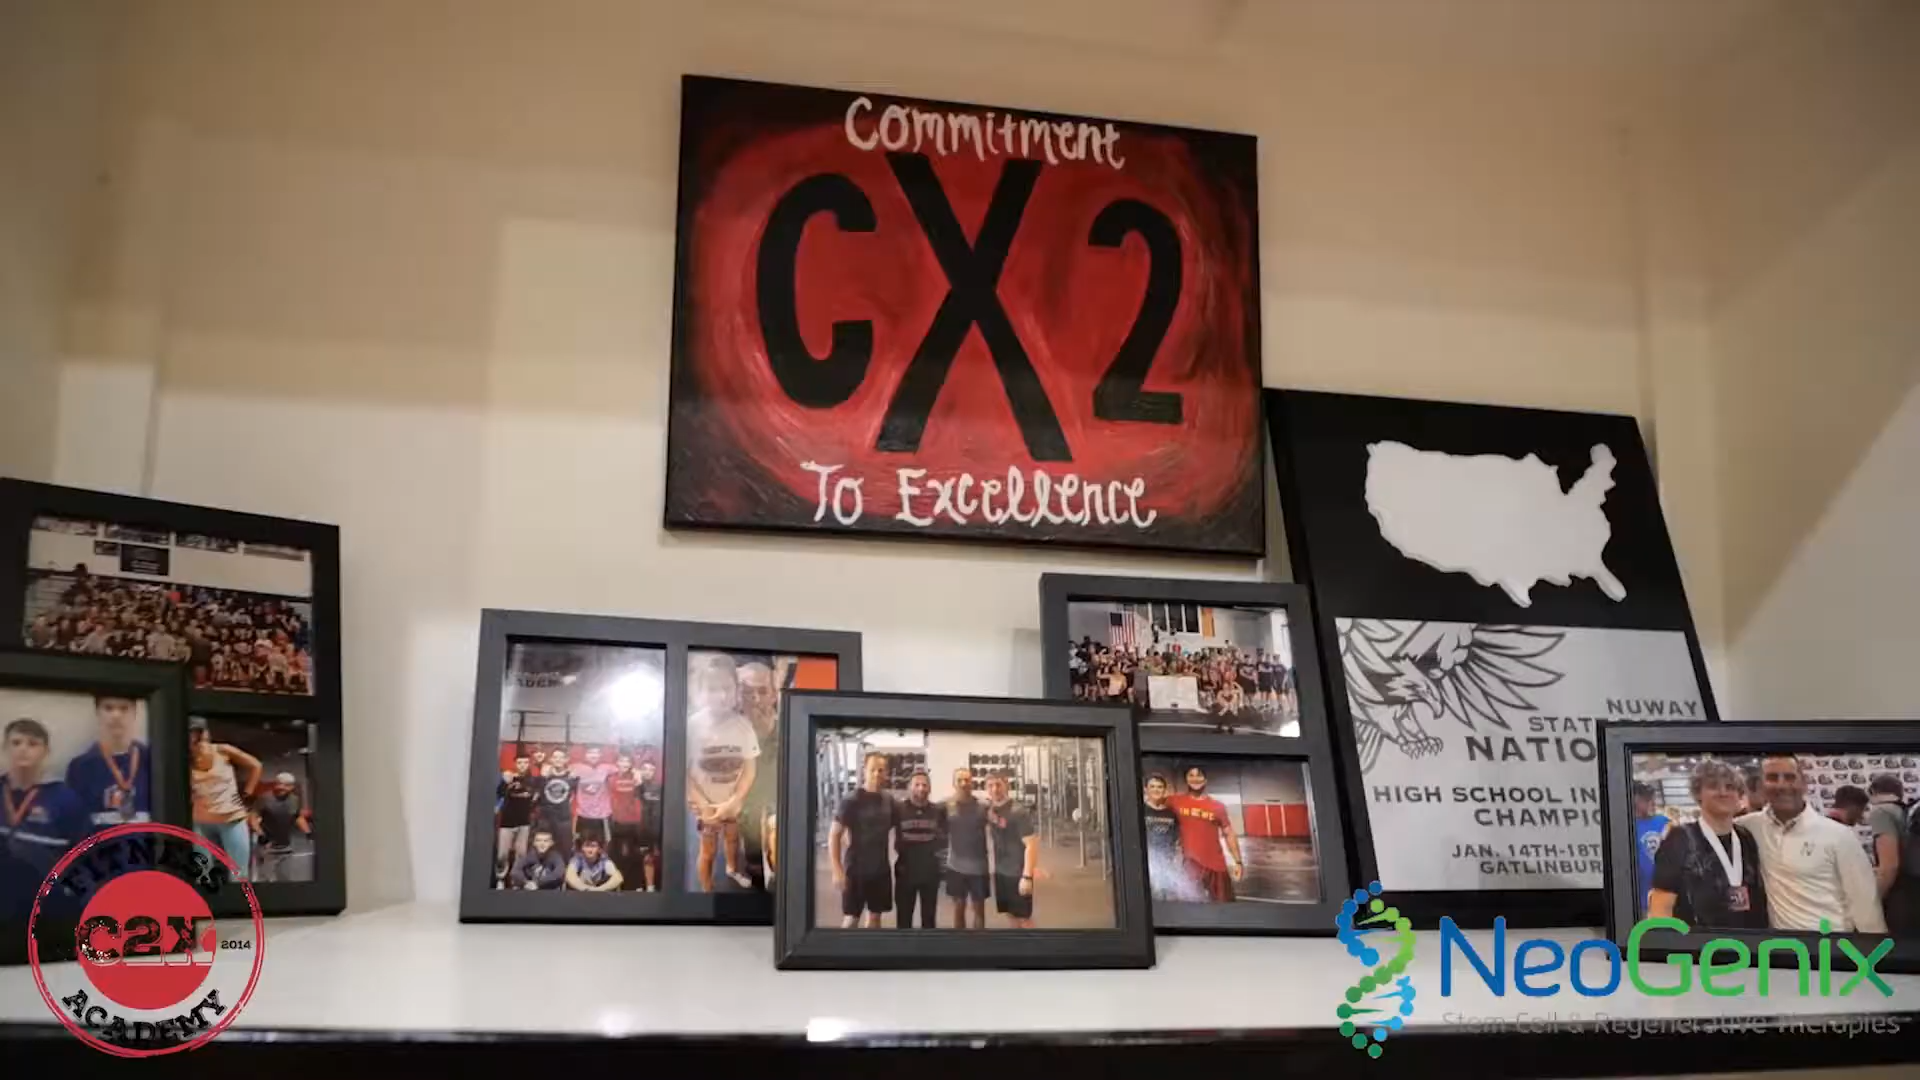 Commitment
CX2
To Excellence
NUWAY
STAT
NATIO
HIGH SCHOOL IN
CHAMPIO
JAN. 14TH-18T
GATLINBUR
FITNESS
C2X
2014
ACADEMY
NeoGenix
Stem Cell & Regenerative Therapies